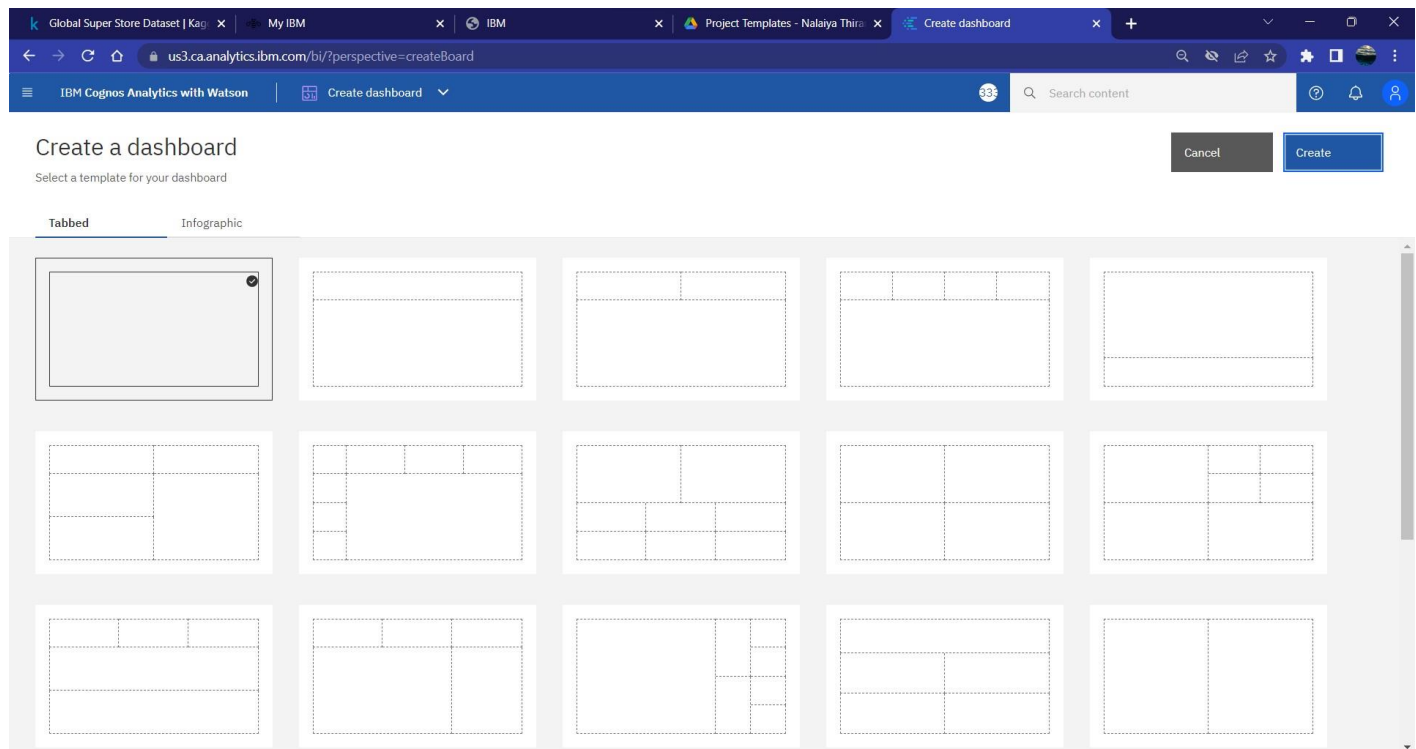 Global Super Store Dataset | Kag
My IBM
IBM
Project Templates - Nalaiya Thira
Create dashboard
us3.ca.analytics.ibm.com/bi/?perspective=createBoard
IBM Cognos Analytics with Watson
Create dashboard
Search content
Create a dashboard
Cancel
Create
Select a template for your dashboard
Tabbed
Infographic